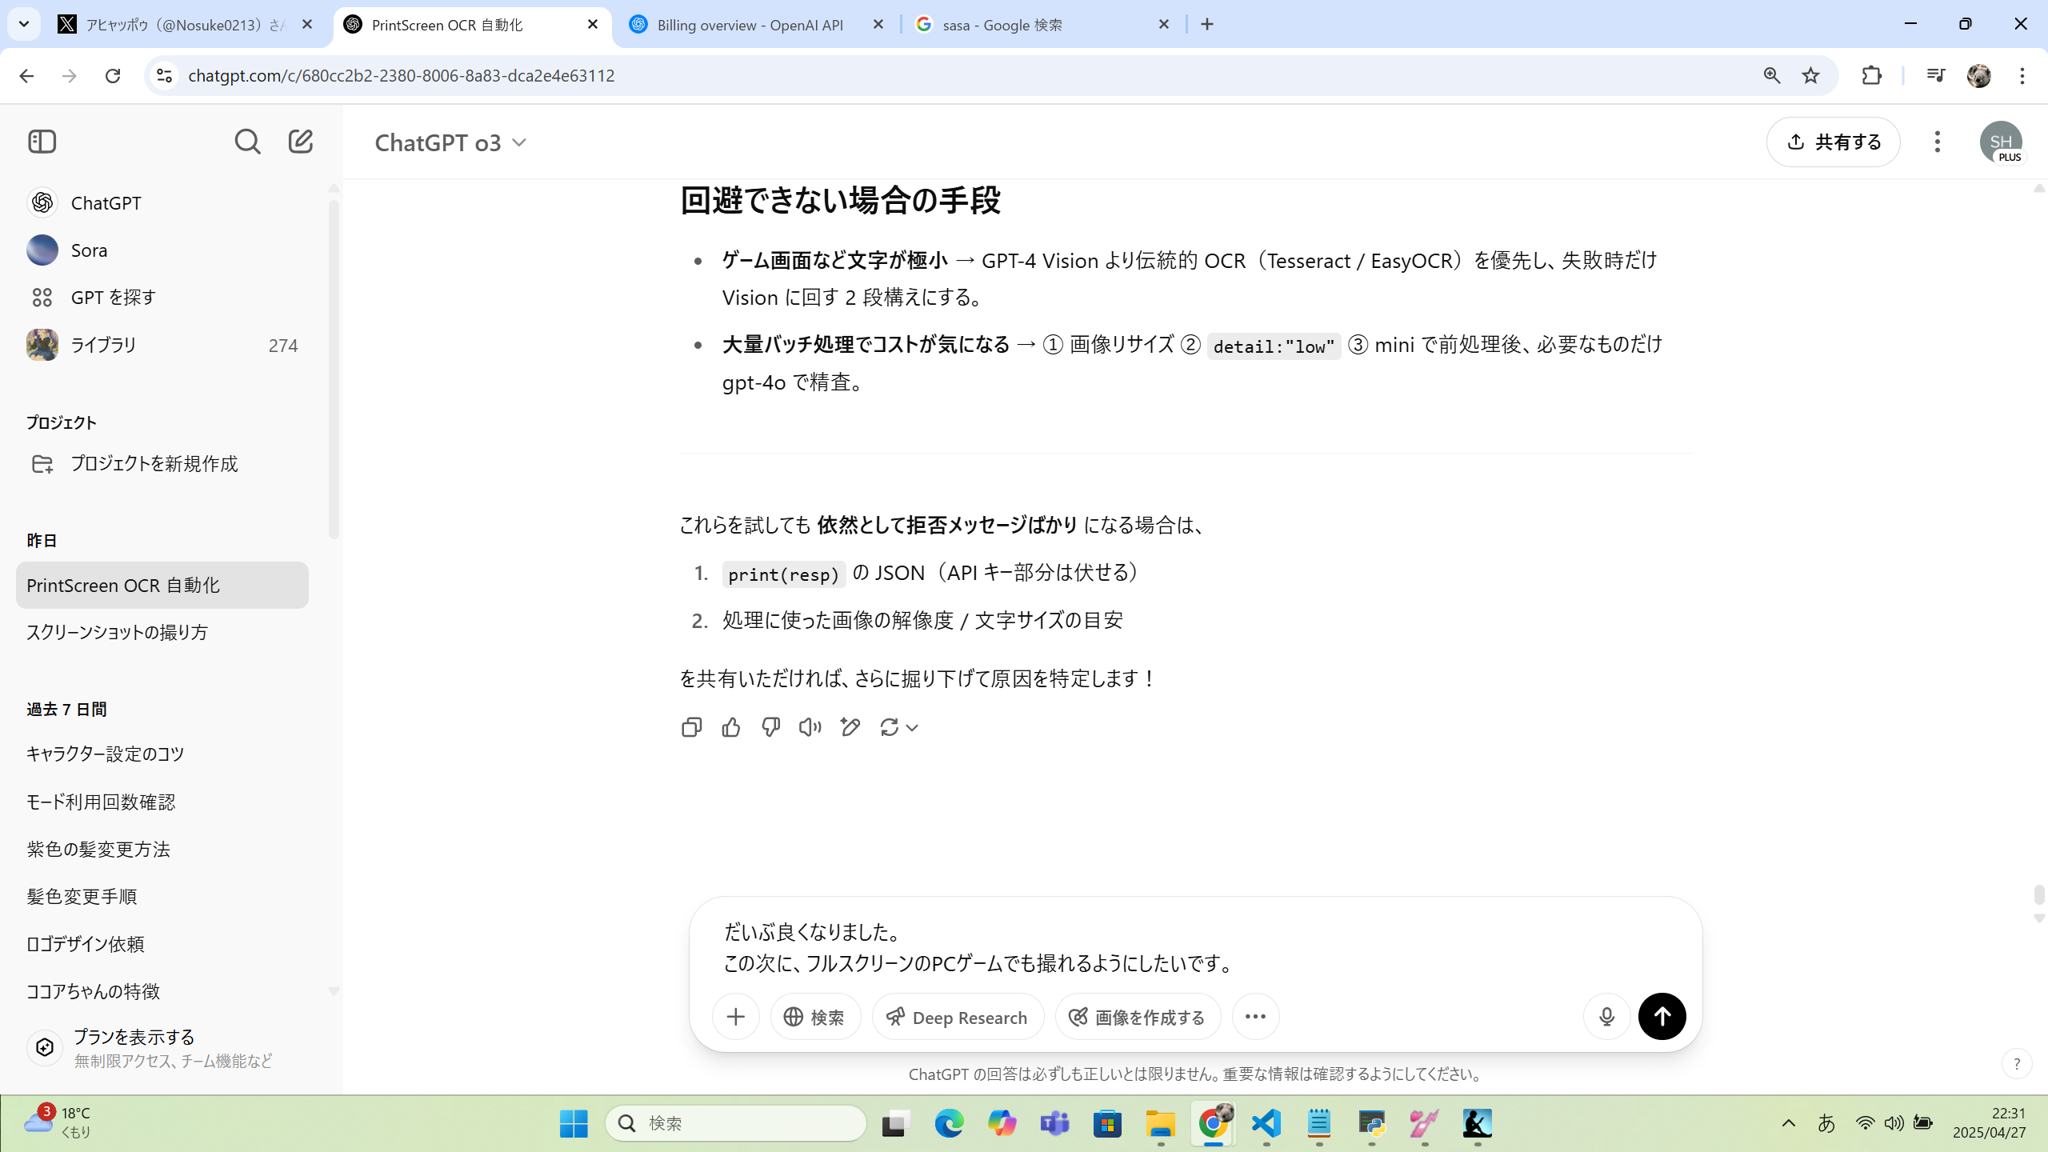 アヒャッポゥ（@Nosuke0213）さん
PrintScreen OCR 自動化
Billing overview - OpenAI API
sasa - Google 検索
chatgpt.com/c/680cc2b2-2380-8006-8a83-dca2e4e63112
ChatGPT o3
共有する
SH
PLUS
ChatGPT
Sora
GPT を探す
ライブラリ 274
プロジェクト
プロジェクトを新規作成
昨日
PrintScreen OCR 自動化
スクリーンショットの撮り方
過去 7 日間
キャラクター設定のコツ
モード利用回数確認
紫色の髪変更方法
髪色変更手順
ロゴデザイン依頼
ココアちゃんの特徴
プランを表示する
無制限アクセス、チーム機能など
回避できない場合の手段
• ゲーム画面など文字が極小 → GPT-4 Vision より伝統的 OCR（Tesseract / EasyOCR）を優先し、失敗時だけ
Vision に回す 2 段構えにする。
• 大量バッチ処理でコストが気になる → ① 画像リサイズ ② detail:"low" ③ mini で前処理後、必要なものだけ
gpt-4o で精査。
これらを試しても 依然として拒否メッセージばかり になる場合は、
1. print(resp) の JSON（API キー部分は伏せる）
2. 処理に使った画像の解像度 / 文字サイズの目安
を共有いただければ、さらに掘り下げて原因を特定します！
だいぶ良くなりました。
この次に、フルスクリーンのPCゲームでも撮れるようにしたいです。
検索
Deep Research
画像を作成する
ChatGPT の回答は必ずしも正しいとは限りません。重要な情報は確認するようにしてください。
?
3
18°C
くもり
検索
あ
22:31
2025/04/27